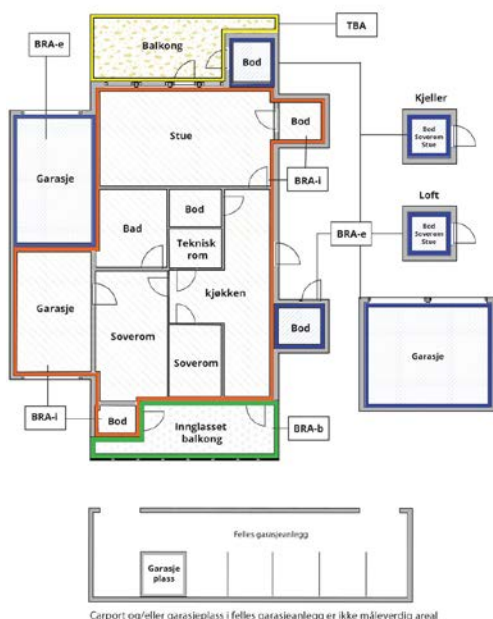 BRA-e
Balkong
TBA
Bod
Kjeller
Bod
Soverom
Stue
Stue
Bod
Garasje
BRA-i
Loft
Bod
Soverom
Stue
Bad
Bod
Teknisk
rom
BRA-e
Garasje
kjøkken
Bod
Garasje
Soverom
Soverom
BRA-i
Bod
Innglasset
balkong
BRA-b
Felles garasjeanlegg
Garasje
plass
Carport og/eller garasjeplass i felles garasjeanlegg er ikke måleverdig areal